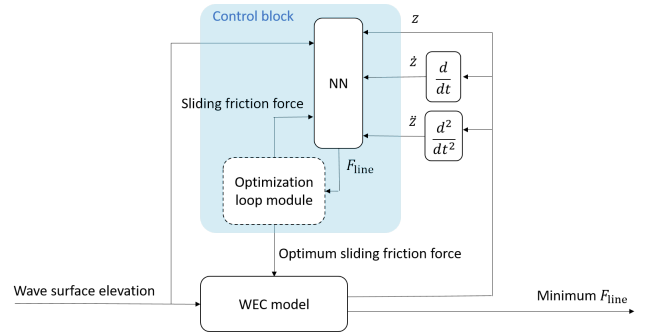 Control block
Z
NN
ż
d
dt
Sliding friction force
z̈
d²
dt²
F_line
Optimization
loop module
Optimum sliding friction force
Wave surface elevation
WEC model
Minimum F_line